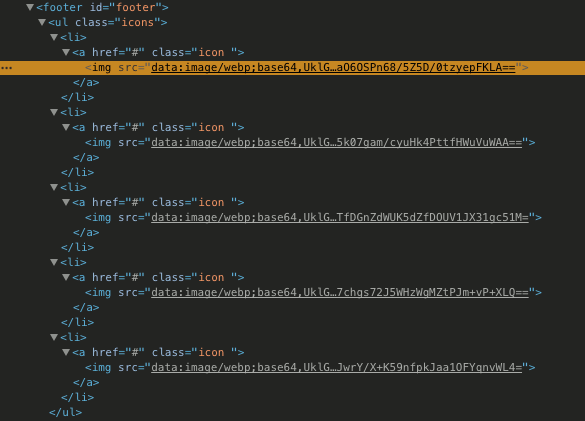 <footer id="footer">
<ul class="icons">
<li>
<a href="#" class="icon ">
<img src="data:image/webp;base64,UklG…aO6OSPn68/5Z5D/0tzyepFKLA==">
</a>
</li>
<li>
<a href="#" class="icon ">
<img src="data:image/webp;base64,UklG…5k07gam/cyuHk4PttfHWuVuWAA==">
</a>
</li>
<li>
<a href="#" class="icon ">
<img src="data:image/webp;base64,UklG…TfDGnZdWUK5dZfDOUV1JX31gc51M=">
</a>
</li>
<li>
<a href="#" class="icon ">
<img src="data:image/webp;base64,UklG…7chgs72J5WHzWqMZtPJm+vP+XLQ==">
</a>
</li>
<li>
<a href="#" class="icon ">
<img src="data:image/webp;base64,UklG…JwrY/X+K59nfpkJaa1OFYqnvWL4=">
</a>
</li>
</ul>